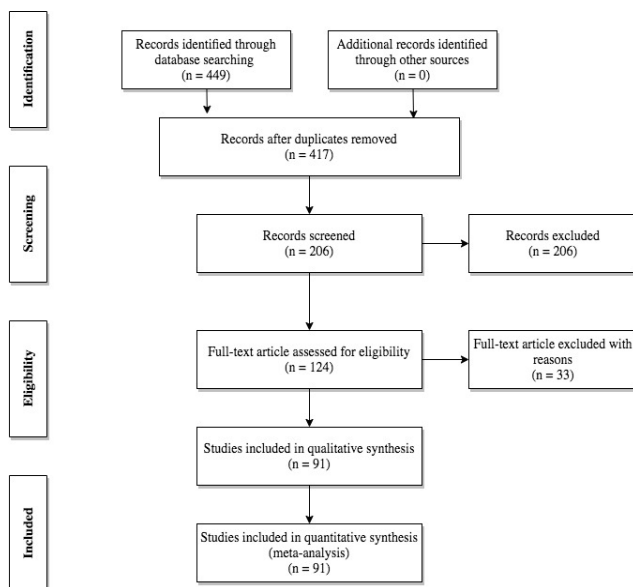 Identification
Records identified through
database searching
(n = 449)
Additional records identified
through other sources
(n = 0)
Records after duplicates removed
(n = 417)
Screening
Records screened
(n = 206)
Records excluded
(n = 206)
Eligibility
Full-text article assessed for eligibility
(n = 124)
Full-text article excluded with
reasons
(n = 33)
Studies included in qualitative synthesis
(n = 91)
Included
Studies included in quantitative synthesis
(meta-analysis)
(n = 91)